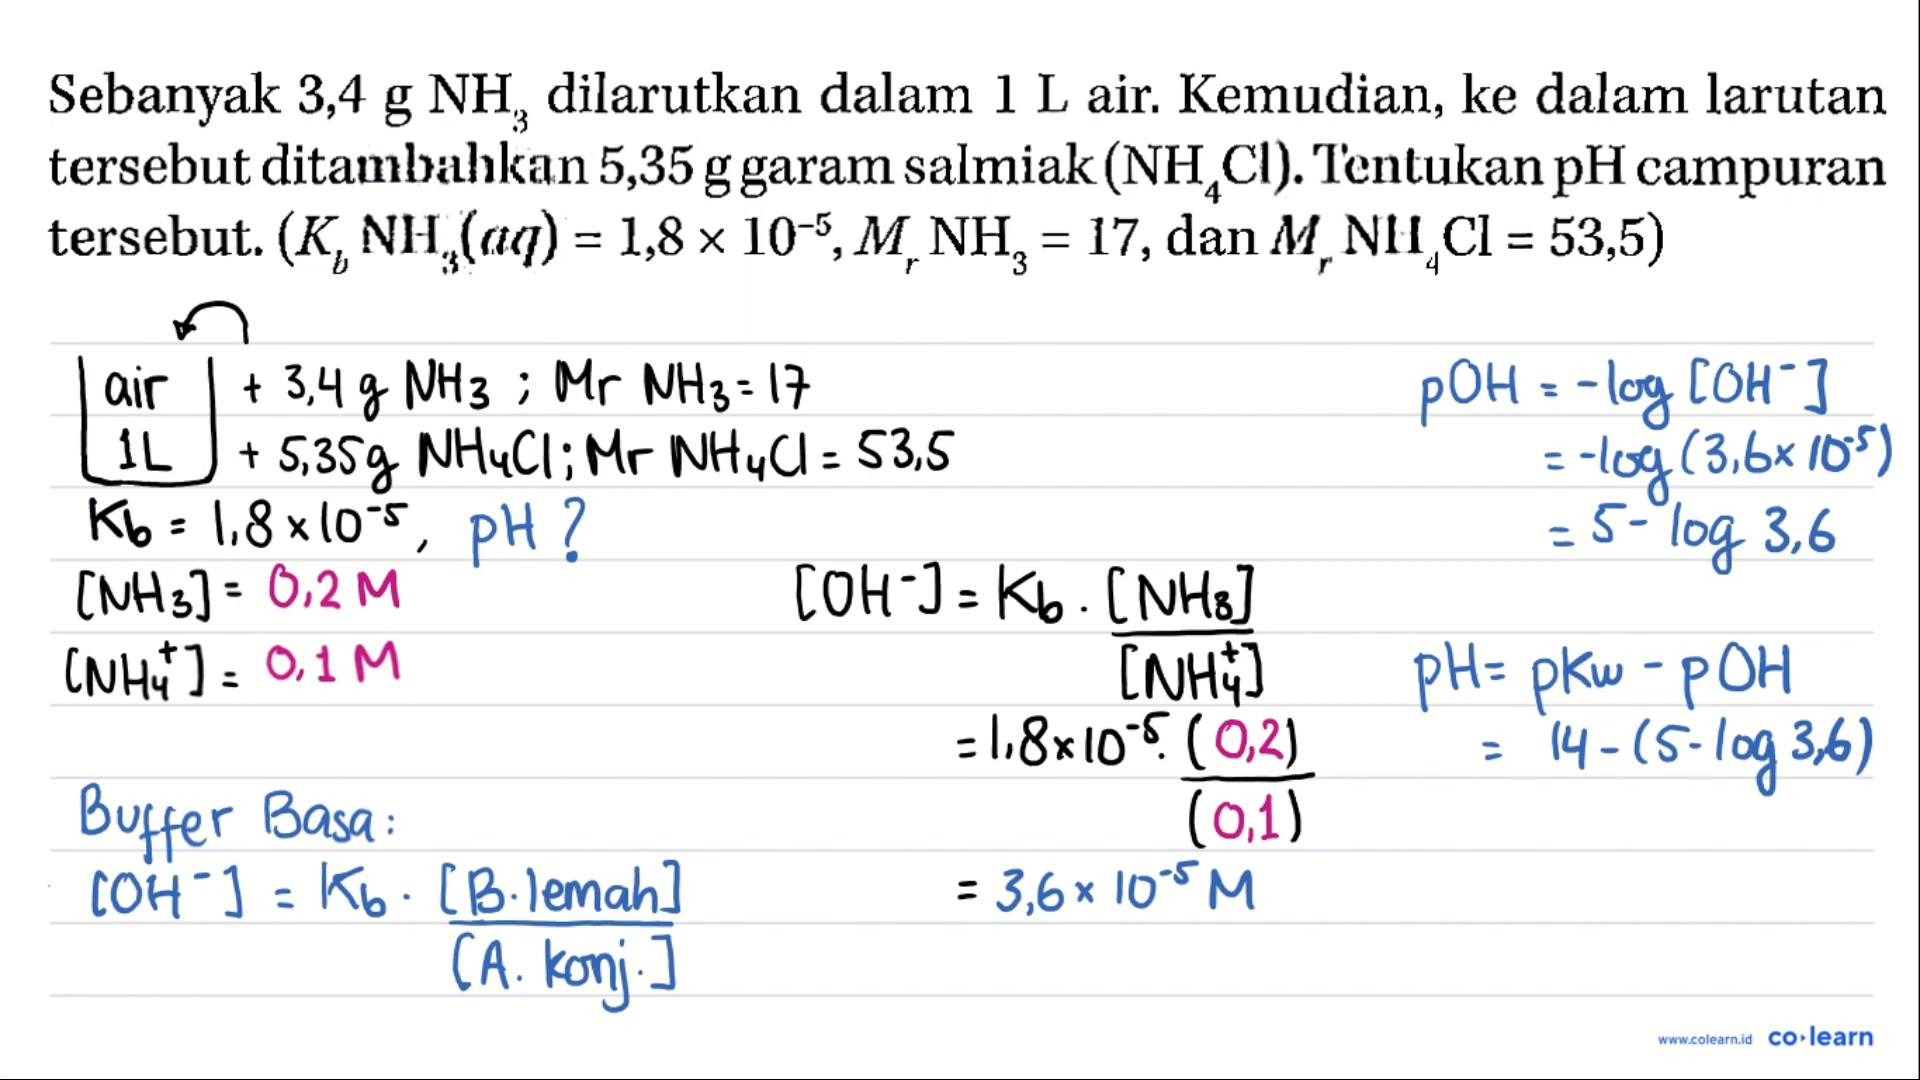 Sebanyak 3,4 g NH₃ dilarutkan dalam 1 L air. Kemudian, ke dalam larutan
tersebut ditambahkan 5,35 g garam salmiak (NH₄Cl). Tentukan pH campuran
tersebut. (K_b NH₃(aq) = 1,8 × 10⁻⁵, M_r NH₃ = 17, dan M_r NH₄Cl = 53,5)
air + 3,4 g NH₃ ; Mr NH₃ = 17
1L + 5,35g NH₄Cl ; Mr NH₄Cl = 53,5
Kb = 1,8 × 10⁻⁵, pH ?
[NH₃] = 0,2 M
[NH₄⁺] = 0,1 M
Buffer Basa:
[OH⁻] = Kb . [B. lemah]
[A. konj.]
[OH⁻] = Kb . [NH₃]
[NH₄⁺]
= 1,8 × 10⁻⁵. (0,2)
(0,1)
= 3,6 × 10⁻⁵ M
pOH = -log [OH⁻]
= -log (3,6 × 10⁻⁵)
= 5 - log 3,6
pH = pKw - pOH
= 14 - (5 - log 3,6)
www.colearn.id co·learn